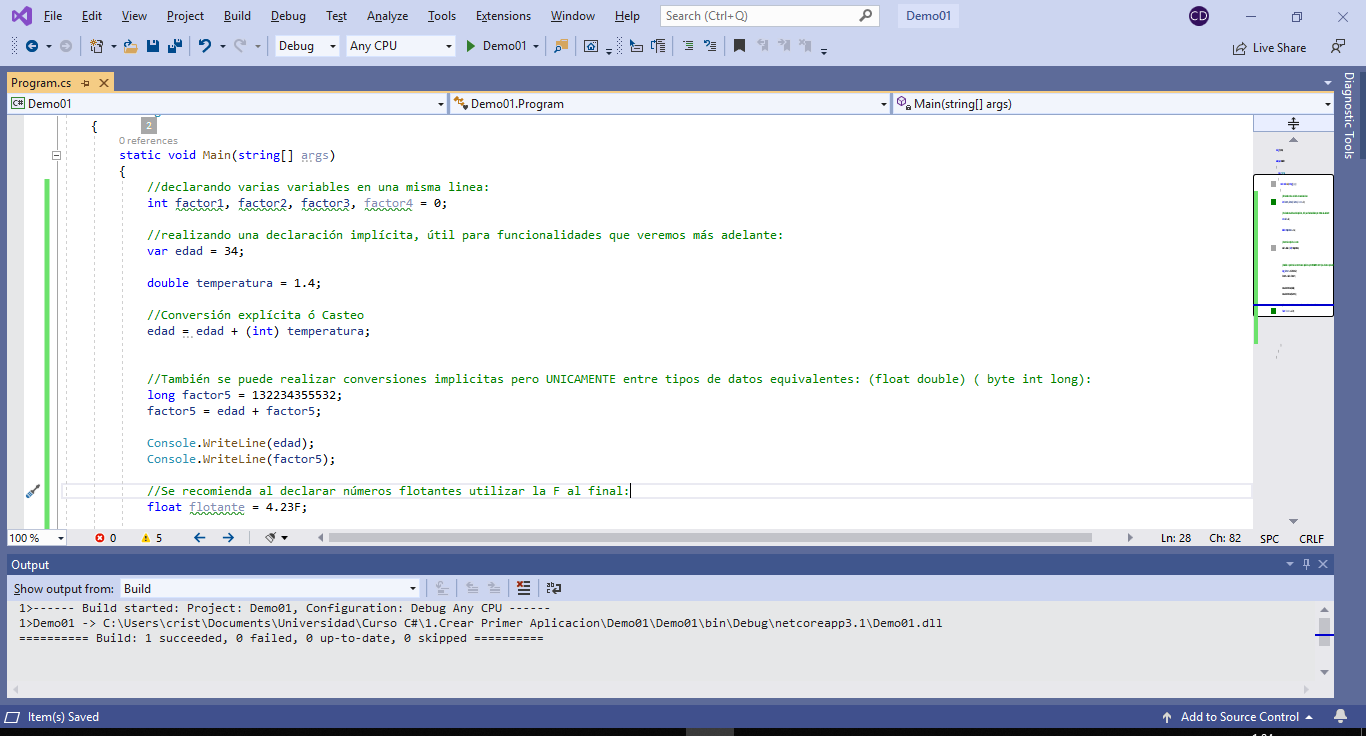 File Edit View Project Build Debug Test Analyze Tools Extensions Window Help Search (Ctrl+Q) Demo01 CD
Debug Any CPU Demo01 Live Share
Program.cs
C# Demo01 Demo01.Program Main(string[] args)
Diagnostic Tools
{ 2
0 references
static void Main(string[] args)
{
//declarando varias variables en una misma linea:
int factor1, factor2, factor3, factor4 = 0;
//realizando una declaración implícita, útil para funcionalidades que veremos más adelante:
var edad = 34;
double temperatura = 1.4;
//Conversión explícita ó Casteo
edad = edad + (int) temperatura;
//También se puede realizar conversiones implicitas pero UNICAMENTE entre tipos de datos equivalentes: (float double) ( byte int long):
long factor5 = 132234355532;
factor5 = edad + factor5;
Console.WriteLine(edad);
Console.WriteLine(factor5);
//Se recomienda al declarar números flotantes utilizar la F al final:
float flotante = 4.23F;
100 % 0 5 Ln: 28 Ch: 82 SPC CRLF
Output
Show output from: Build
1>------ Build started: Project: Demo01, Configuration: Debug Any CPU ------
1>Demo01 -> C:\Users\crist\Documents\Universidad\Curso C#\1.Crear Primer Aplicacion\Demo01\Demo01\bin\Debug\netcoreapp3.1\Demo01.dll
========== Build: 1 succeeded, 0 failed, 0 up-to-date, 0 skipped ==========
Item(s) Saved Add to Source Control